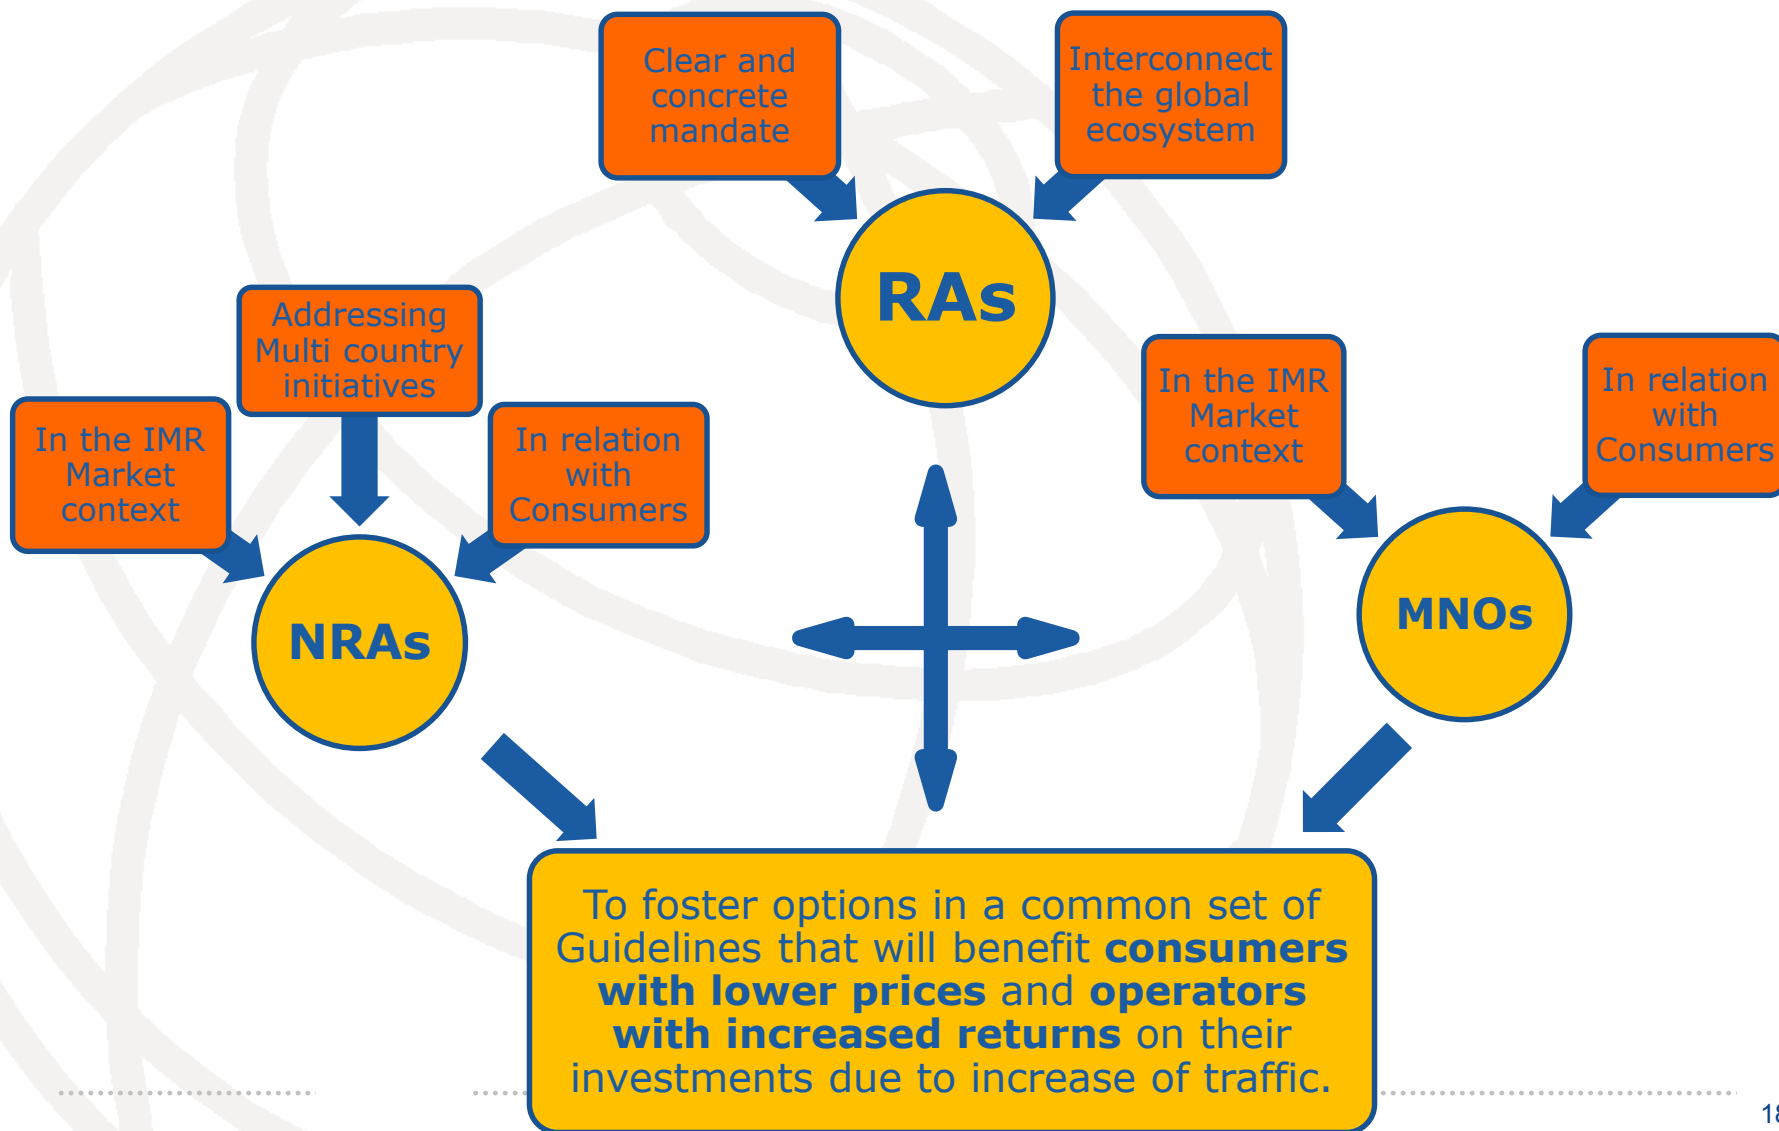 Clear and
concrete
mandate
Interconnect
the global
ecosystem
RAs
Addressing
Multi country
initiatives
In the IMR
Market
context
In relation
with
Consumers
NRAs
In the IMR
Market
context
In relation
with
Consumers
MNOs
To foster options in a common set of
Guidelines that will benefit consumers
with lower prices and operators
with increased returns on their
investments due to increase of traffic.
18